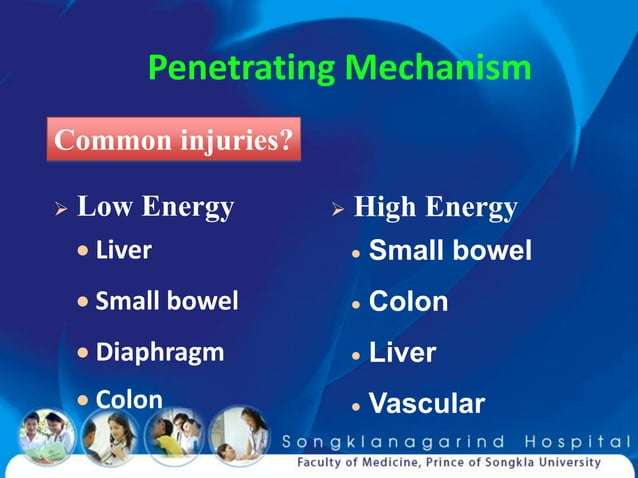 Penetrating Mechanism
Common injuries?
➢ Low Energy
• Liver
• Small bowel
• Diaphragm
• Colon
➢ High Energy
• Small bowel
• Colon
• Liver
• Vascular
Songklanagarind Hospital
Faculty of Medicine, Prince of Songkla University